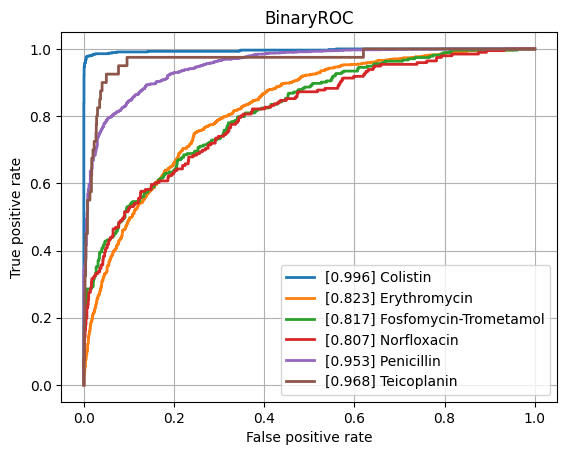 BinaryROC
True positive rate
1.0
0.8
0.6
0.4
0.2
0.0
[0.996] Colistin
[0.823] Erythromycin
[0.817] Fosfomycin-Trometamol
[0.807] Norfloxacin
[0.953] Penicillin
[0.968] Teicoplanin
0.0 0.2 0.4 0.6 0.8 1.0
False positive rate